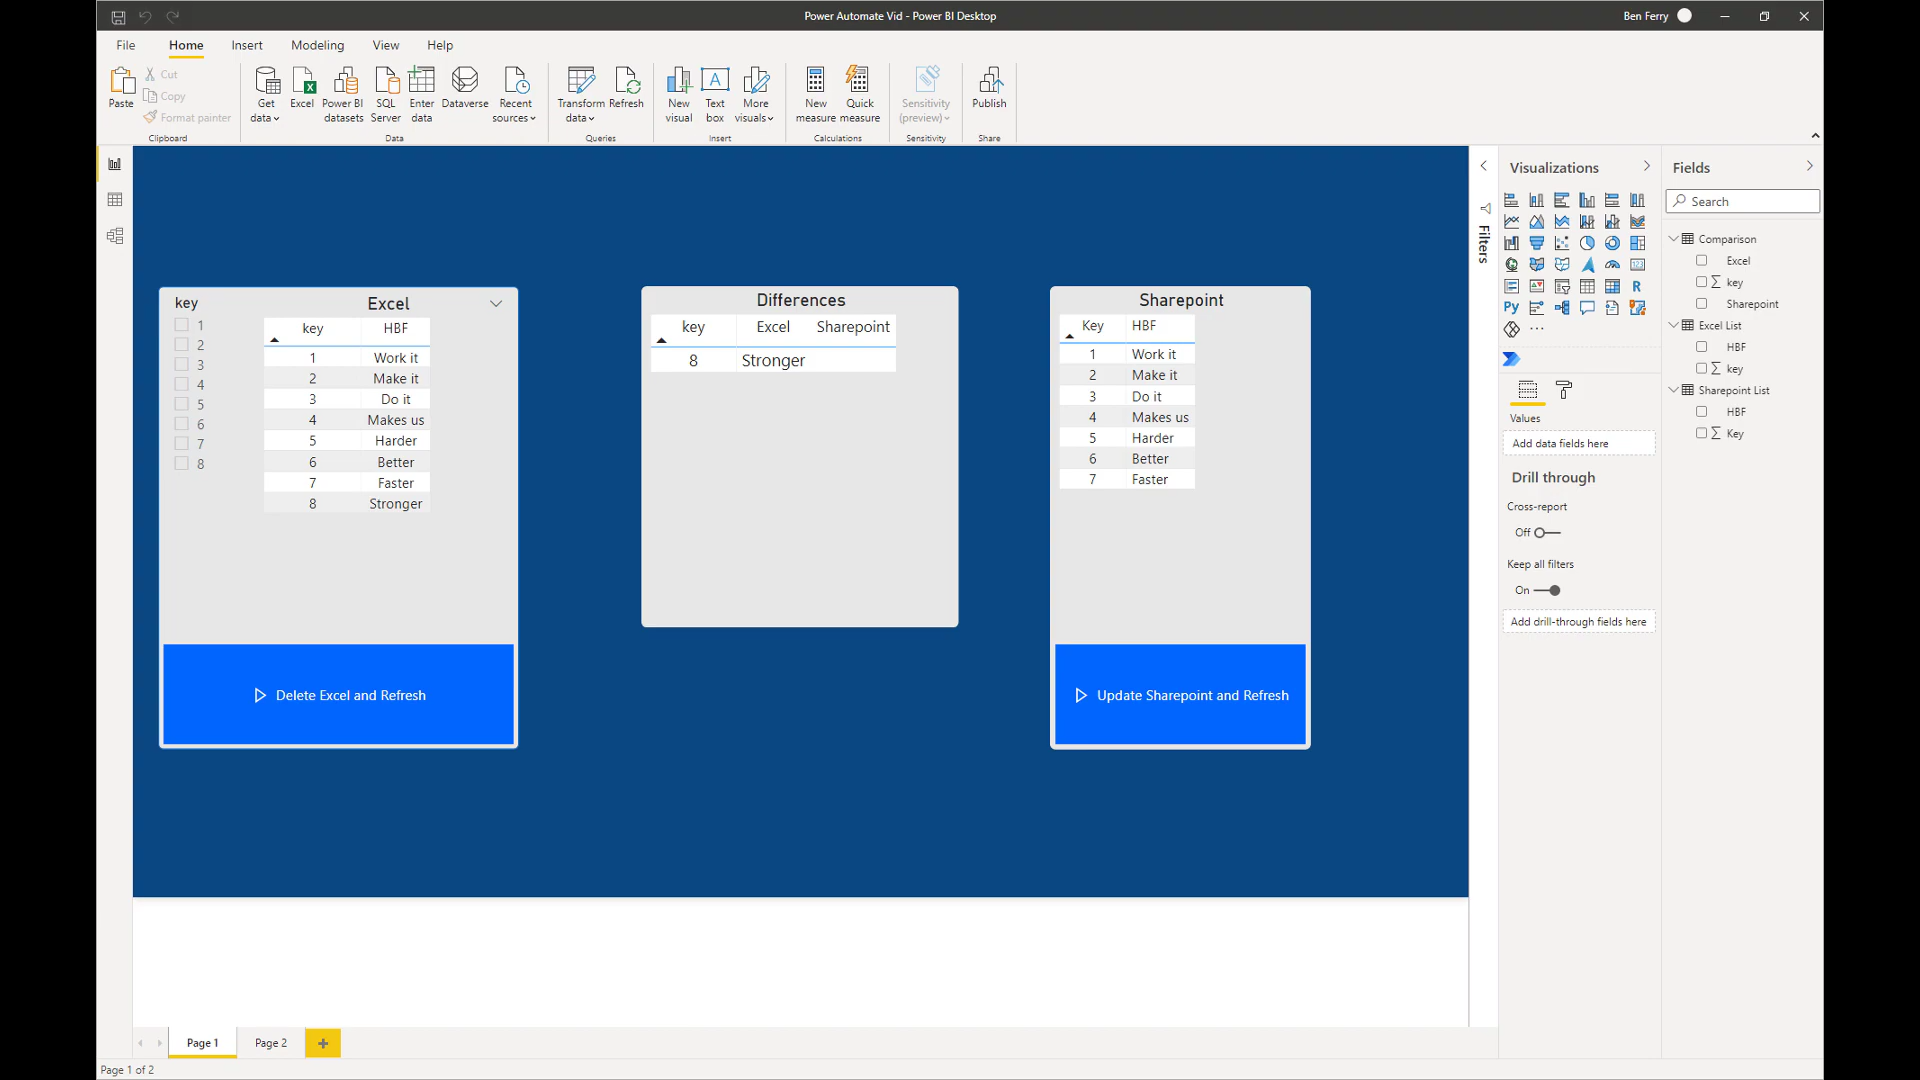 Power Automate Vid - Power BI Desktop
Ben Ferry
File Home Insert Modeling View Help
Paste
Cut
Copy
Format painter
Clipboard
Get data
Excel
Power BI datasets
SQL Server
Enter data
Dataverse
Recent sources
Data
Transform data
Refresh
Queries
New visual
A
Text box
More visuals
Insert
New measure
Quick measure
Calculations
Sensitivity (preview)
Sensitivity
Publish
Share
key
1
2
3
4
5
6
7
8
Excel
key HBF
1 Work it
2 Make it
3 Do it
4 Makes us
5 Harder
6 Better
7 Faster
8 Stronger
Delete Excel and Refresh
Differences
key Excel Sharepoint
8 Stronger
Sharepoint
Key HBF
1 Work it
2 Make it
3 Do it
4 Makes us
5 Harder
6 Better
7 Faster
Update Sharepoint and Refresh
Filters
Visualizations
123
R
Py
Values
Add data fields here
Drill through
Cross-report
Off
Keep all filters
On
Add drill-through fields here
Fields
Search
Comparison
Excel
Σ key
Sharepoint
Excel List
HBF
Σ key
Sharepoint List
HBF
Σ Key
Page 1 Page 2 +
Page 1 of 2